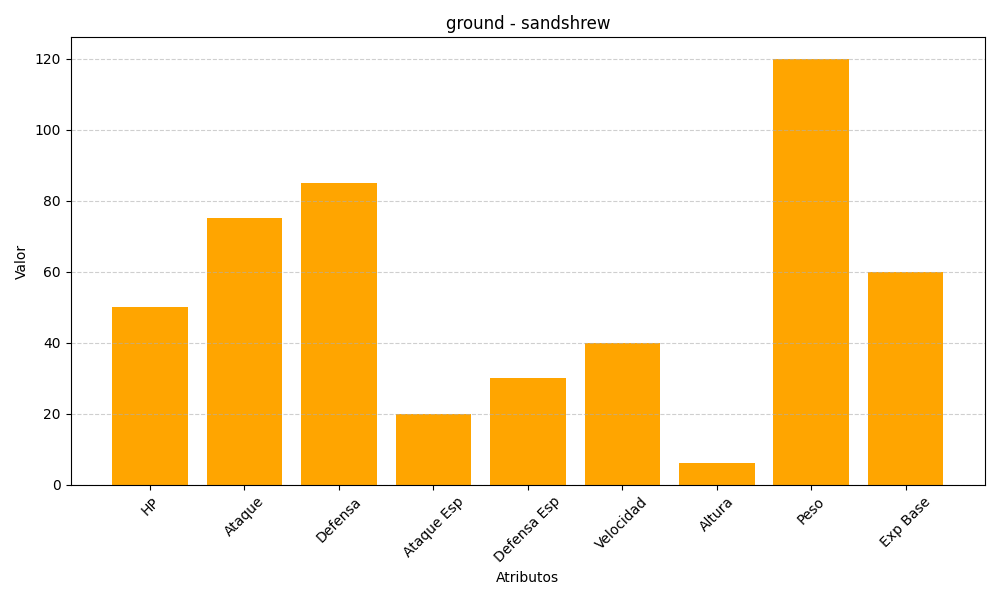 ground - sandshrew
Valor
120
100
80
60
40
20
0
HP
Ataque
Defensa
Ataque Esp
Defensa Esp
Velocidad
Altura
Peso
Exp Base
Atributos